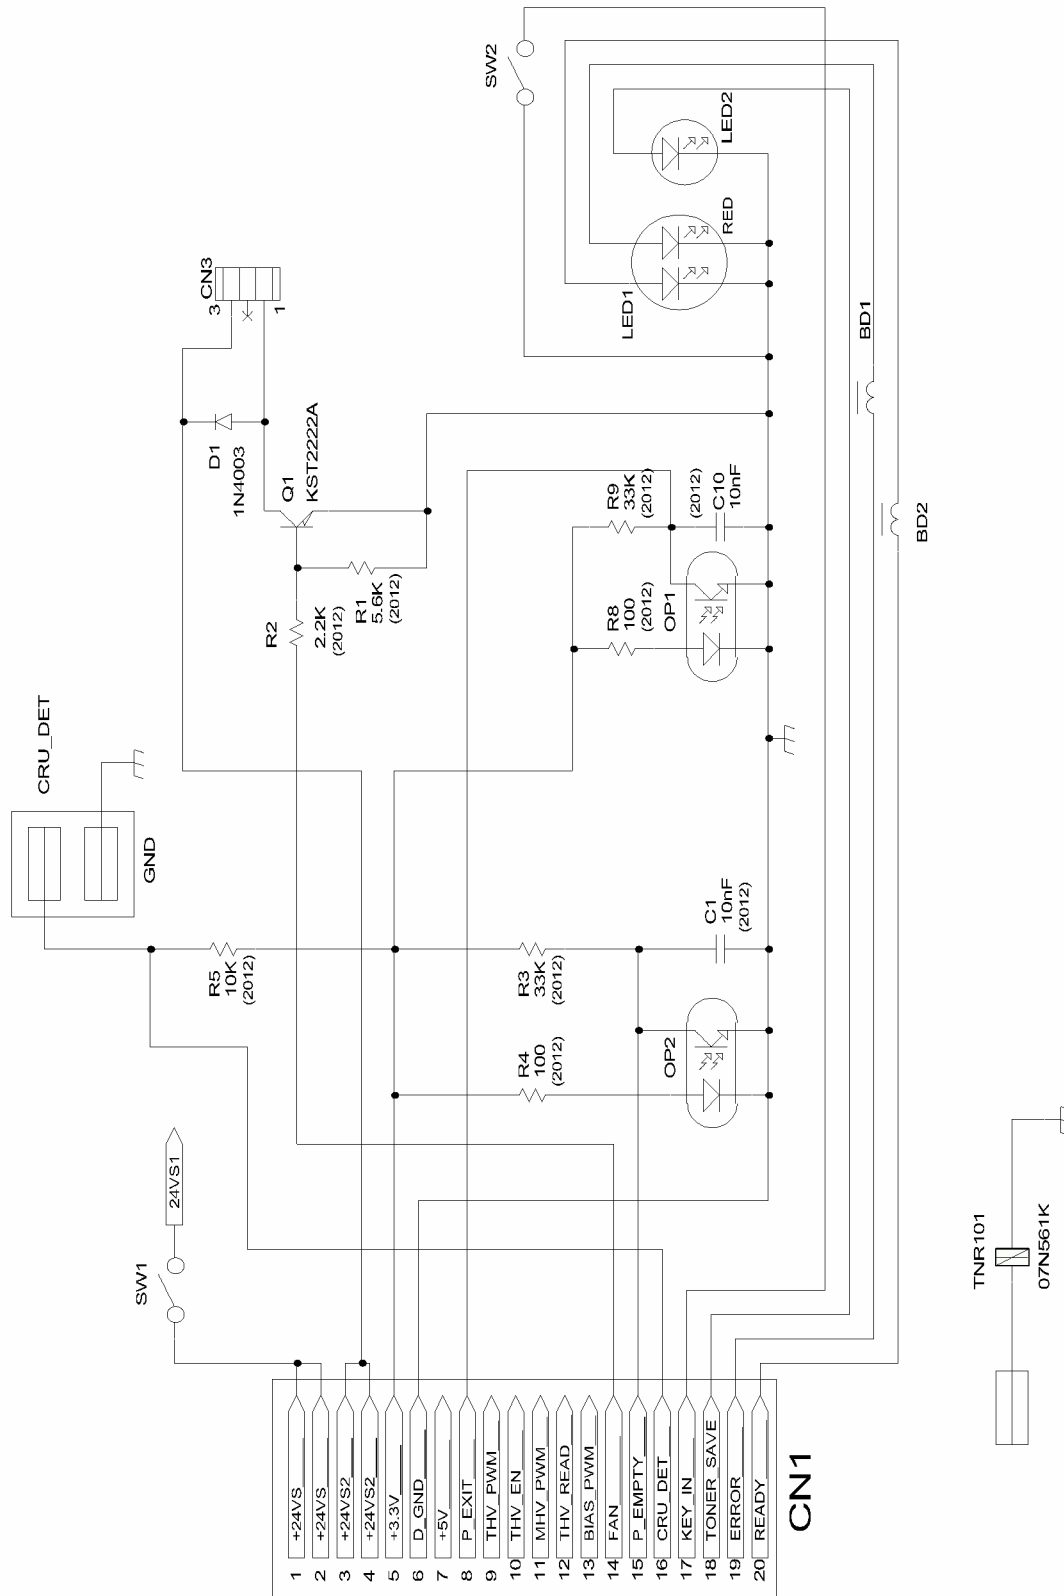 SW2
LED2
RED
LED1
CN3
3
1
D1
1N4003
Q1
KST2222A
R2
2.2K
(2012)
R1
5.6K
(2012)
R9
33K
(2012)
(2012)
C10
10nF
R8
100
(2012)
OP1
BD1
BD2
CRU_DET
GND
R5
10K
(2012)
R3
33K
(2012)
C1
10nF
(2012)
R4
100
(2012)
OP2
24VS1
SW1
TNR101
07N561K
1 +24VS
2 +24VS
3 +24VS2
4 +24VS2
5 +3.3V
6 D_GND
7 +5V
8 P_EXIT
9 THV_PWM
10 THV_EN
11 MHV_PWM
12 THV_READ
13 BIAS_PWM
14 FAN
15 P_EMPTY
16 CRU_DET
17 KEY_IN
18 TONER_SAVE
19 ERROR
20 READY
CN1